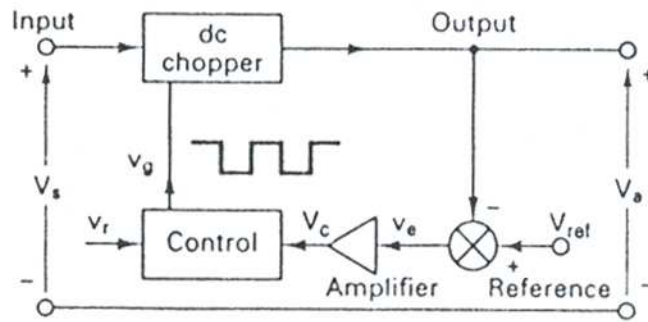 Input
Output
dc
chopper
+
+
V_s
v_g
V_a
v_r
Control
V_c
v_e
−
V_ref
+
Amplifier
Reference
−
−